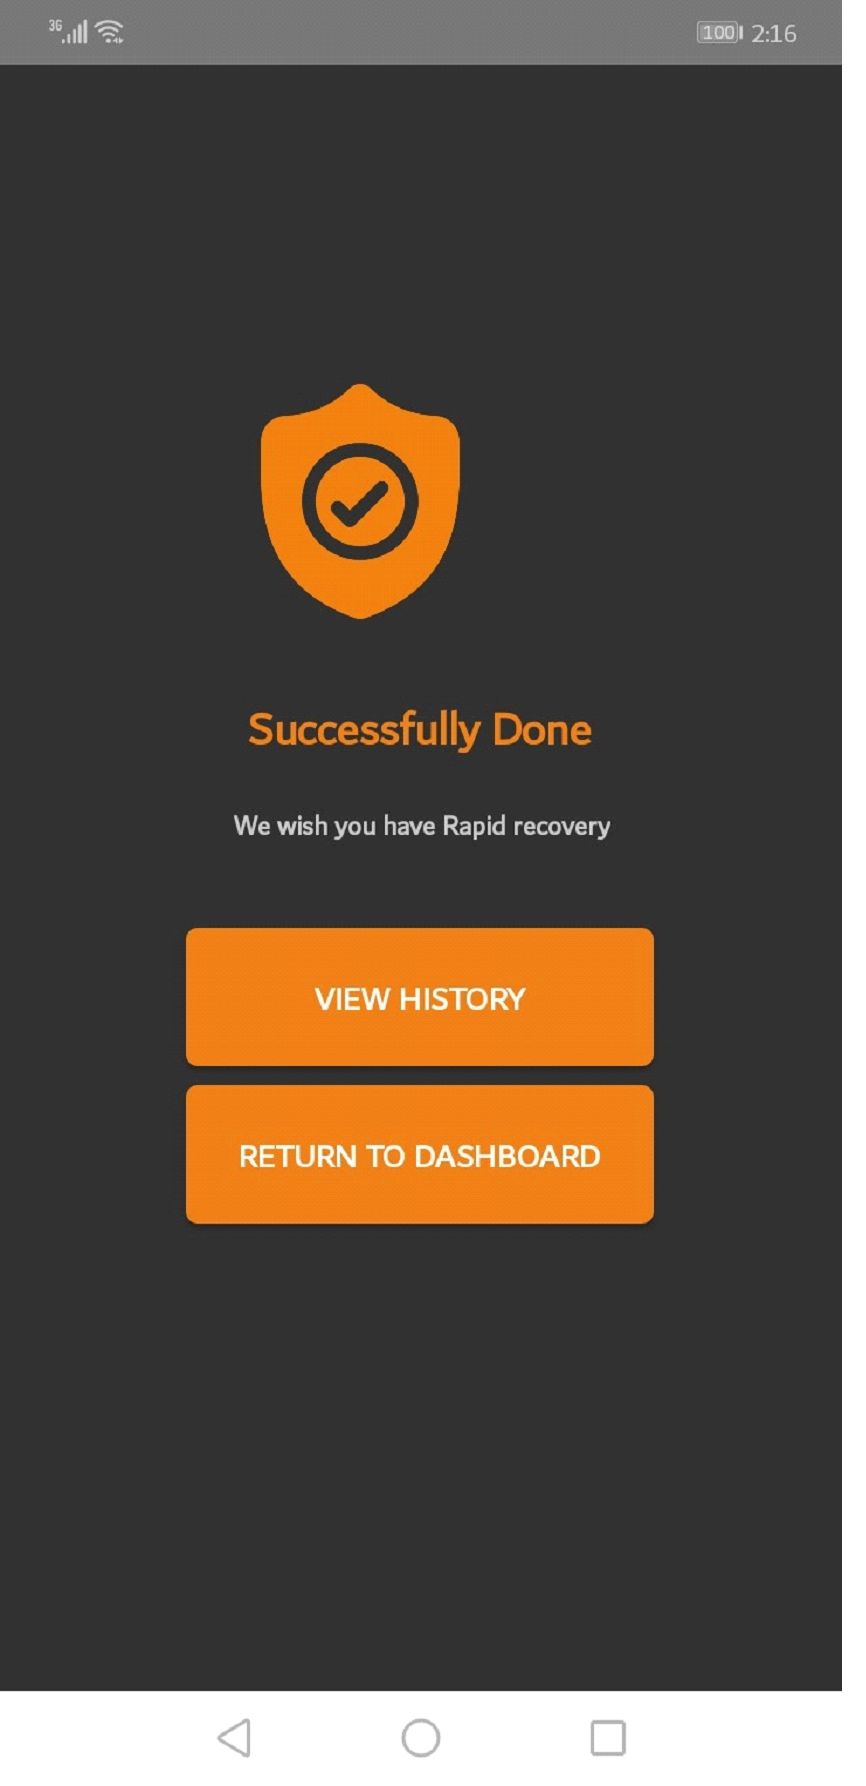 3G 100 2:16
Successfully Done
We wish you have Rapid recovery
VIEW HISTORY
RETURN TO DASHBOARD